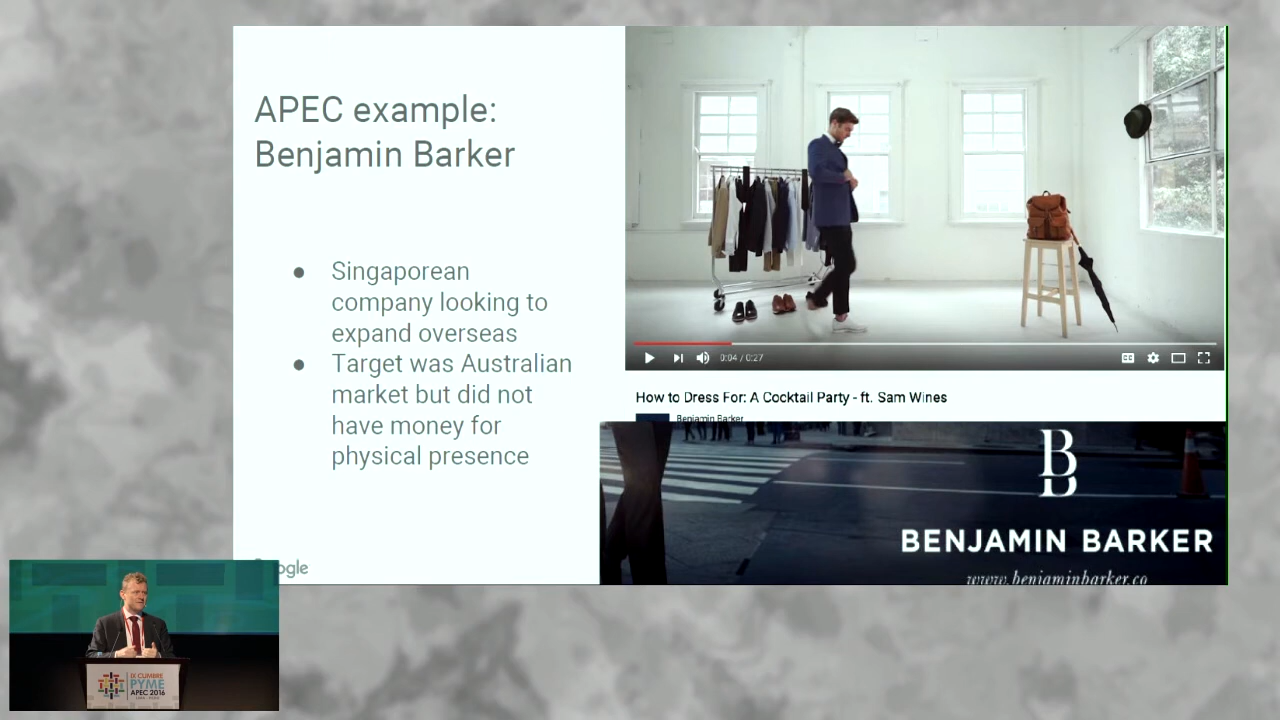 APEC example:
Benjamin Barker
● Singaporean
company looking to
expand overseas
● Target was Australian
market but did not
have money for
physical presence
0:04 / 0:27
CC
How to Dress For: A Cocktail Party - ft. Sam Wines
Benjamin Barker
B
BENJAMIN BARKER
www.benjaminbarker.co
IX CUMBRE
PYME
APEC 2016